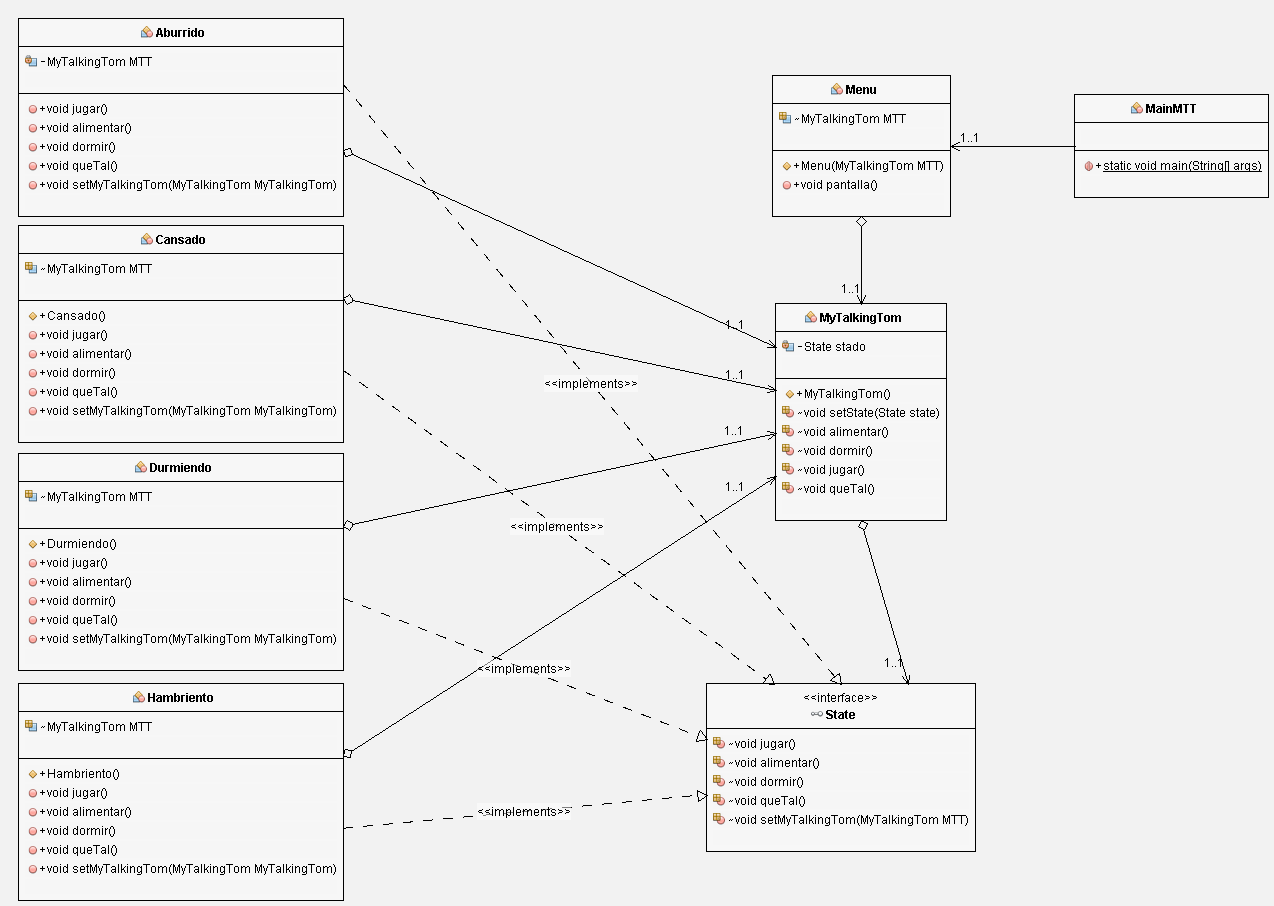 Aburrido
-MyTalkingTom MTT
+void jugar()
+void alimentar()
+void dormir()
+void queTal()
+void setMyTalkingTom(MyTalkingTom MyTalkingTom)
Cansado
~MyTalkingTom MTT
+Cansado()
+void jugar()
+void alimentar()
+void dormir()
+void queTal()
+void setMyTalkingTom(MyTalkingTom MyTalkingTom)
Durmiendo
~MyTalkingTom MTT
+Durmiendo()
+void jugar()
+void alimentar()
+void dormir()
+void queTal()
+void setMyTalkingTom(MyTalkingTom MyTalkingTom)
Hambriento
~MyTalkingTom MTT
+Hambriento()
+void jugar()
+void alimentar()
+void dormir()
+void queTal()
+void setMyTalkingTom(MyTalkingTom MyTalkingTom)
<<implements>>
<<implements>>
<<implements>>
<<implements>>
1..1
1..1
1..1
1..1
Menu
~MyTalkingTom MTT
+Menu(MyTalkingTom MTT)
+void pantalla()
1..1
MainMTT
+static void main(String[] args)
1..1
MyTalkingTom
-State stado
+MyTalkingTom()
~void setState(State state)
~void alimentar()
~void dormir()
~void jugar()
~void queTal()
1..1
<<interface>>
State
~void jugar()
~void alimentar()
~void dormir()
~void queTal()
~void setMyTalkingTom(MyTalkingTom MTT)